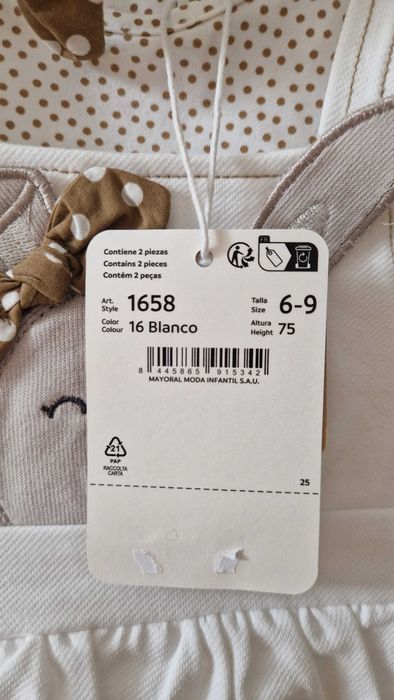 Contiene 2 piezas
Contains 2 pieces
Contém 2 peças
FR
Art. Style 1658
Talla Size 6-9
Color Colour 16 Blanco
Altura Height 75
8 445865 915342
MAYORAL MODA INFANTIL S.A.U.
21
PAP
RACCOLTA
CARTA
25